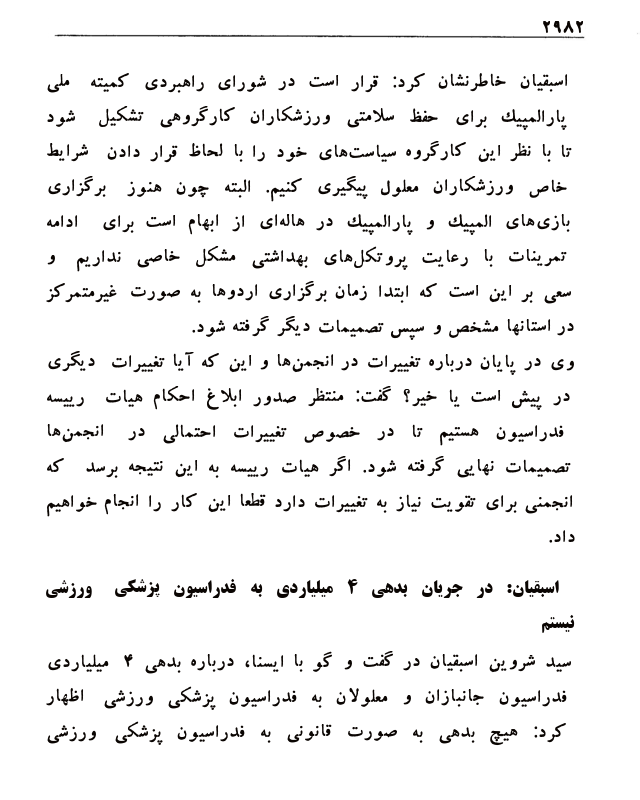 ۲۹۸۲
اسبقیان خاطرنشان کرد: قرار است در شورای راهبردی کمیته ملی
پارالمپیك برای حفظ سلامتی ورزشکاران کارگروهی تشکیل شود
تا با نظر این کارگروه سیاست‌های خود را با لحاظ قرار دادن شرایط
خاص ورزشکاران معلول پیگیری کنیم. البته چون هنوز برگزاری
بازی‌های المپیك و پارالمپیك در هاله‌ای از ابهام است برای ادامه
تمرینات با رعایت پروتکل‌های بهداشتی مشکل خاصی نداریم و
سعی بر این است که ابتدا زمان برگزاری اردوها به صورت غیرمتمرکز
در استانها مشخص و سپس تصمیمات دیگر گرفته شود.
وی در پایان درباره تغییرات در انجمن‌ها و این که آیا تغییرات دیگری
در پیش است یا خیر؟ گفت: منتظر صدور ابلاغ احکام هیات رییسه
فدراسیون هستیم تا در خصوص تغییرات احتمالی در انجمن‌ها
تصمیمات نهایی گرفته شود. اگر هیات رییسه به این نتیجه برسد که
انجمنی برای تقویت نیاز به تغییرات دارد قطعا این کار را انجام خواهیم
داد.
اسبقیان: در جریان بدهی ۴ میلیاردی به فدراسیون پزشکی ورزشی
نیستم
سید شروین اسبقیان در گفت و گو با ایسنا، درباره بدهی ۴ میلیاردی
فدراسیون جانبازان و معلولان به فدراسیون پزشکی ورزشی اظهار
کرد: هیچ بدهی به صورت قانونی به فدراسیون پزشکی ورزشی